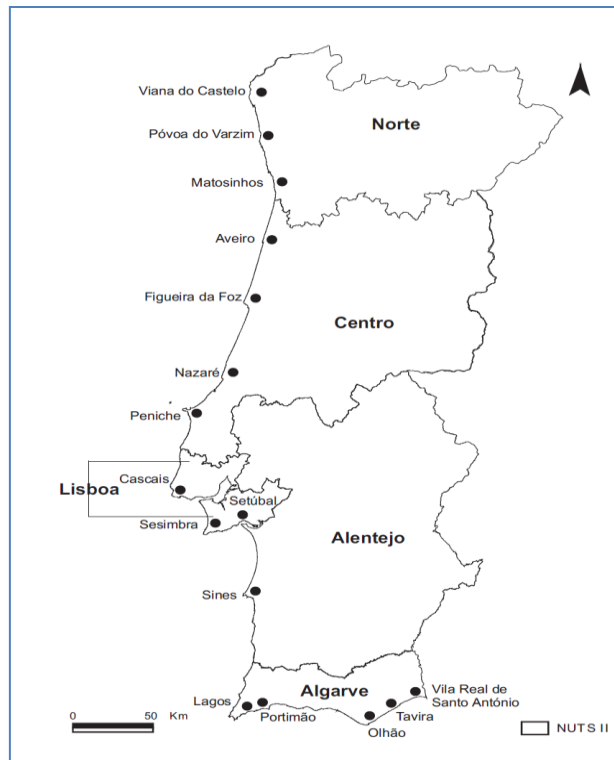 Viana do Castelo
Norte
Póvoa do Varzim
Matosinhos
Aveiro
Figueira da Foz
Centro
Nazaré
Peniche
Cascais
Lisboa
Setúbal
Sesimbra
Alentejo
Sines
Algarve
Vila Real de
Santo António
Lagos
Portimão
Tavira
Olhão
0 50 Km
NUTS II